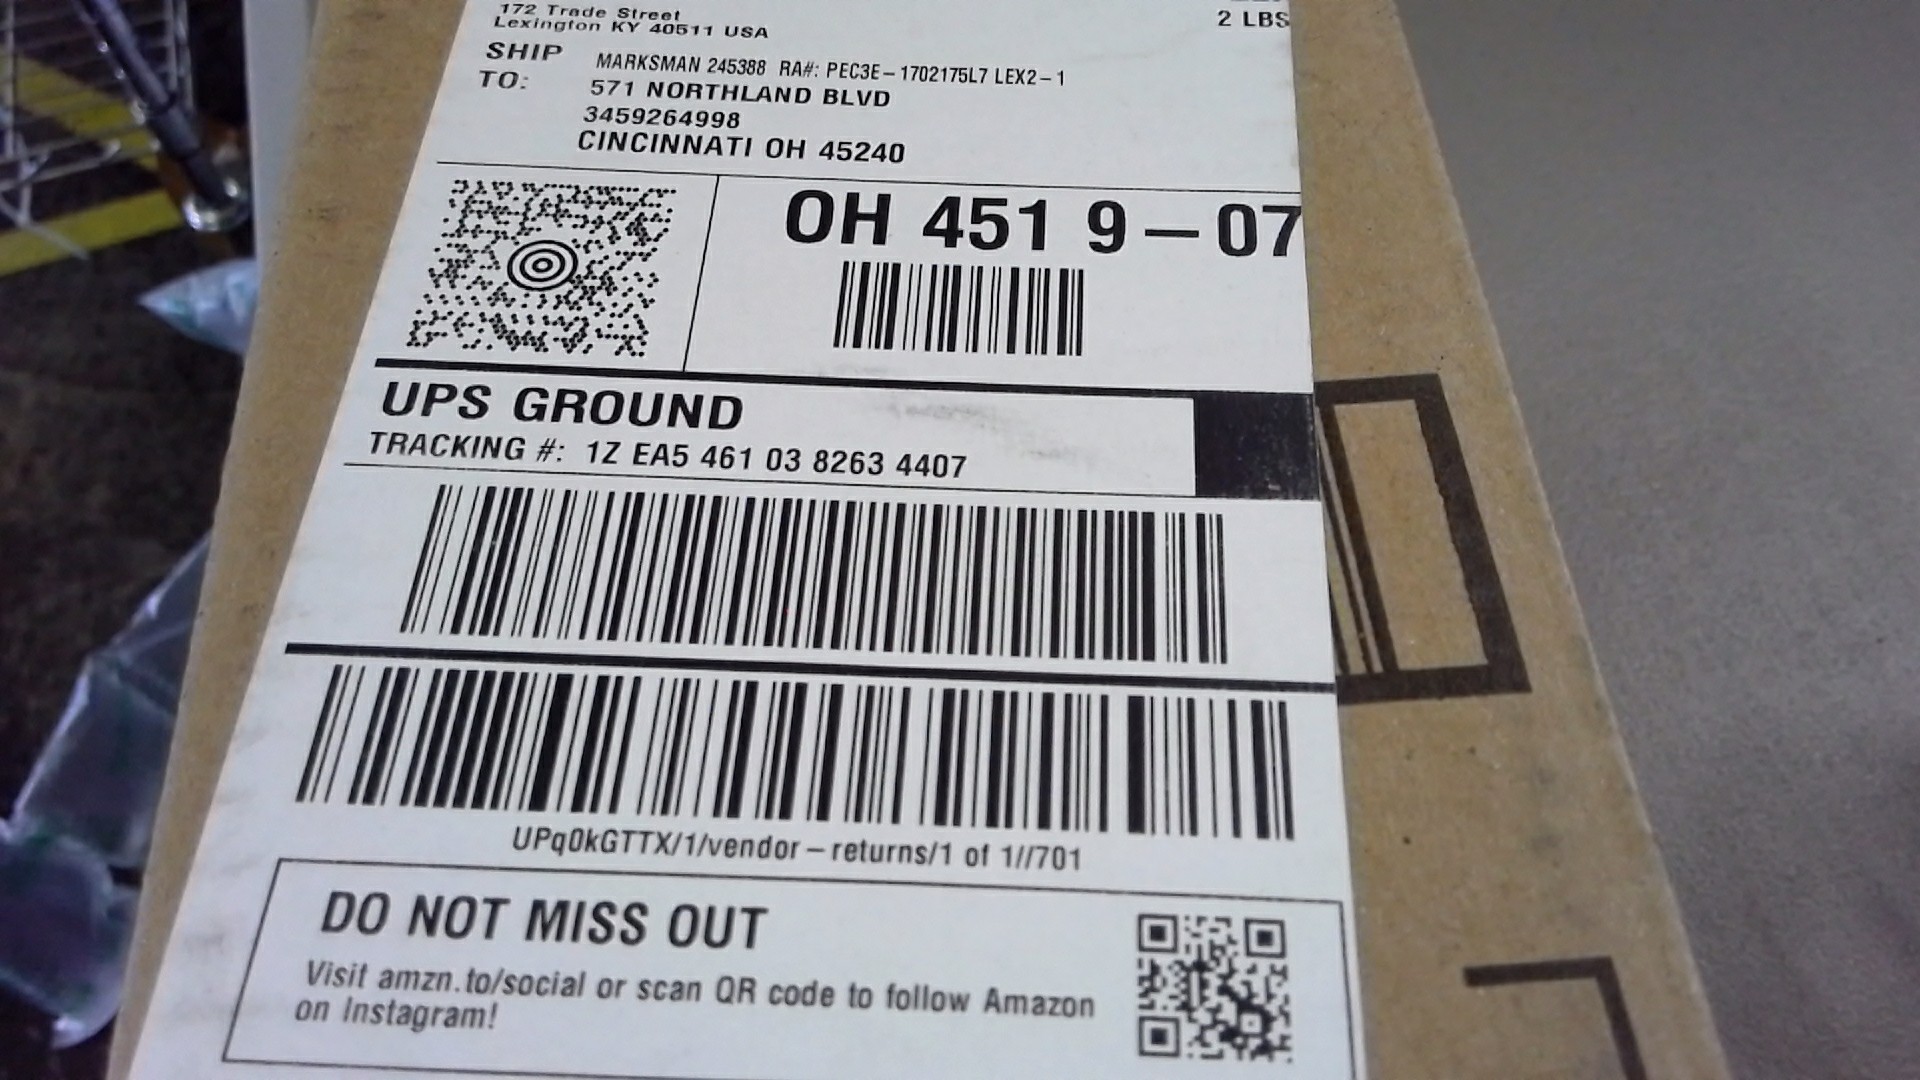 172 Trade Street
2 LBS
Lexington KY 40511 USA
SHIP
TO:
MARKSMAN 245388 RA#: PEC3E-1702175L7 LEX2-1
571 NORTHLAND BLVD
3459264998
CINCINNATI OH 45240
OH 451 9-07
UPS GROUND
TRACKING #: 1Z EA5 461 03 8263 4407
UPq0kGTTX/1/vendor-returns/1 of 1//701
DO NOT MISS OUT
Visit amzn.to/social or scan QR code to follow Amazon
on Instagram!